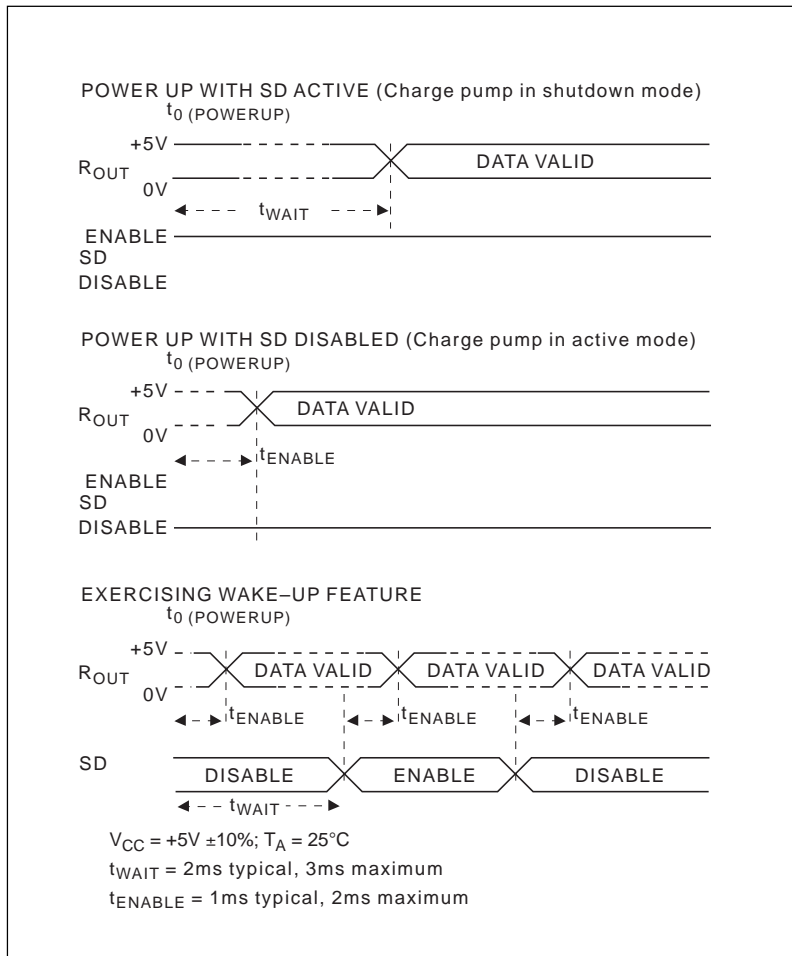 POWER UP WITH SD ACTIVE (Charge pump in shutdown mode)
t0 (POWERUP)
+5V
ROUT
DATA VALID
0V
tWAIT
ENABLE
SD
DISABLE
POWER UP WITH SD DISABLED (Charge pump in active mode)
t0 (POWERUP)
+5V
ROUT
DATA VALID
0V
tENABLE
ENABLE
SD
DISABLE
EXERCISING WAKE–UP FEATURE
t0 (POWERUP)
+5V
ROUT
DATA VALID DATA VALID DATA VALID
0V
tENABLE tENABLE tENABLE
SD
DISABLE ENABLE DISABLE
tWAIT
VCC = +5V ±10%; TA = 25°C
tWAIT = 2ms typical, 3ms maximum
tENABLE = 1ms typical, 2ms maximum